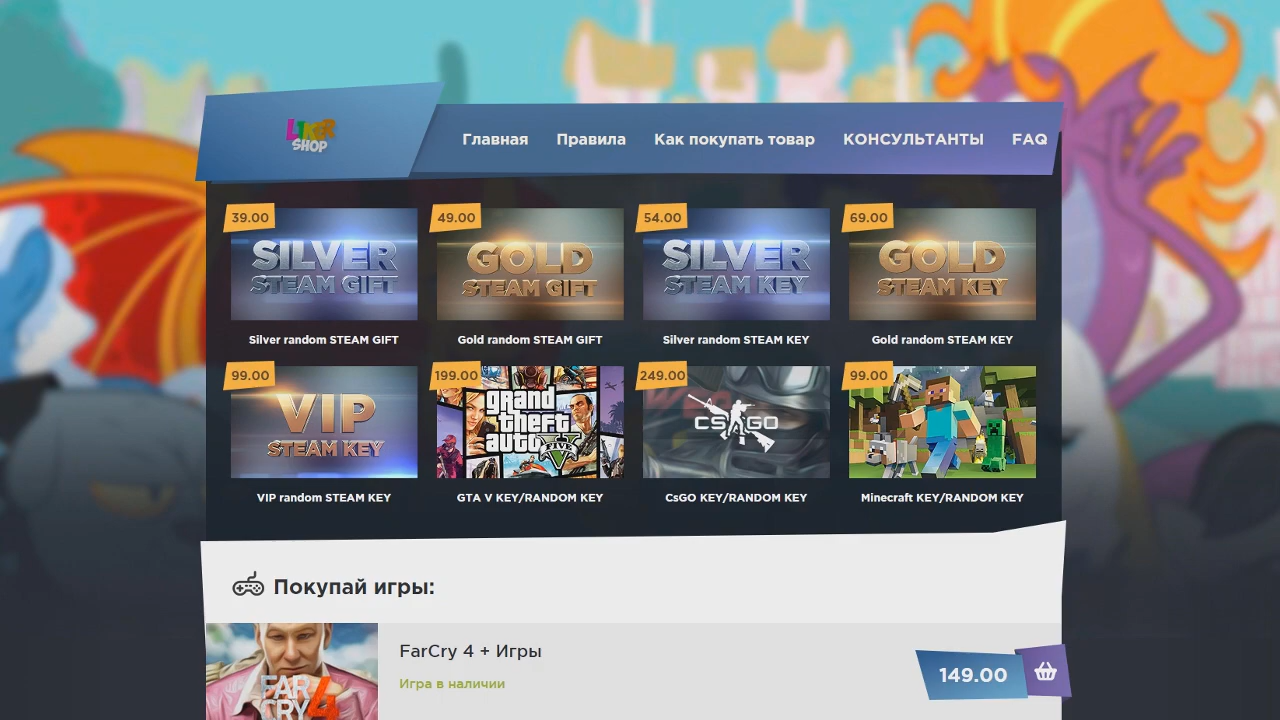 LIKER
SHOP
Главная Правила Как покупать товар КОНСУЛЬТАНТЫ FAQ
39.00 49.00 54.00 69.00
SILVER
STEAM GIFT
GOLD
STEAM GIFT
SILVER
STEAM KEY
GOLD
STEAM KEY
Silver random STEAM GIFT Gold random STEAM GIFT Silver random STEAM KEY Gold random STEAM KEY
99.00 199.00 249.00 99.00
VIP
STEAM KEY
grand
theft
auto
FIVE
CS GO
VIP random STEAM KEY GTA V KEY/RANDOM KEY CsGO KEY/RANDOM KEY Minecraft KEY/RANDOM KEY
Покупай игры:
FarCry 4 + Игры
Игра в наличии
149.00
FAR
CRY 4